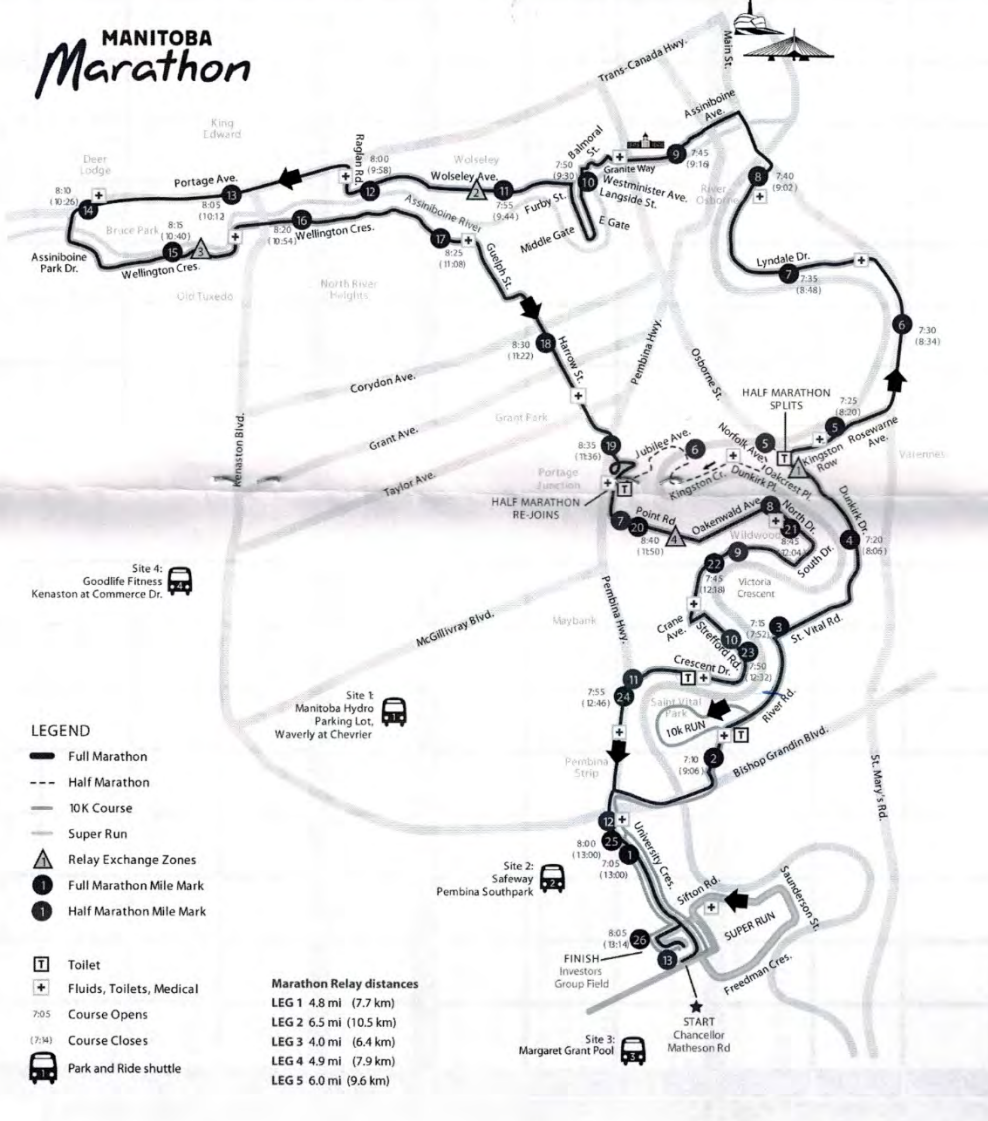 MANITOBA
Marathon
Trans-Canada Hwy.
Main St.
Assiniboine
Ave.
King
Edward
Deer
Lodge
Portage Ave.
Raglan Rd.
8:00
(9:58)
12
Wolseley
Wolseley Ave.
2
11
7:55
(9:44)
Furby St.
7:50
(9:30)
Balmoral
St.
Granite Way
9
7:45
(9:16)
10
Westminister Ave.
Langside St.
E Gate
Middle Gate
River
Osborne
8
7:40
(9:02)
8:10
(10:26)
14
13
8:05
(10:12
Bruce Park
8:15
(10:40)
15
3
Assiniboine
Park Dr.
Wellington Cres.
16
8:20
(10:54)
Wellington Cres.
Assiniboine River
17
8:25
(11:08)
Guelph St.
Old Tuxedo
North River
Heights
Lyndale Dr.
7
7:35
(8:48)
6
7:30
(8:34)
8:30
(11:22)
18
Harrow St.
Pembina Hwy.
Osborne St.
Corydon Ave.
Grant Ave.
Taylor Ave.
Kenaston Blvd.
Grant Park
HALF MARATHON
SPLITS
7:25
(8:20)
5
Rosewarne
Ave.
Kingston
Row
8:35
(11:36)
19
Jubilee Ave.
6
Norfolk Ave.
5
T
1
Oakcrest Pl.
Dunkirk Pl.
Kingston Cr.
Varennes
Portage
Junction
HALF MARATHON
RE-JOINS
T
7
20
Point Rd.
8:40
(11:50)
4
Oakenwald Ave.
8
North Dr.
21
8:45
(12:04)
South Dr.
Wildwood
Dunkirk Dr.
4
7:20
(8:06)
Site 4:
Goodlife Fitness
Kenaston at Commerce Dr.
4
22
9
7:45
(12:18)
Victoria
Crescent
McGillivray Blvd.
Pembina Hwy.
Maybank
Crane
Ave.
Strefford Rd.
10
23
7:50
(12:32)
7:15
(7:52)
3
St. Vital Rd.
Crescent Dr.
T
11
7:55
(12:46)
24
Saint Vital
Park
10k RUN
River Rd.
T
2
7:10
(9:06)
Bishop Grandin Blvd.
St. Mary's Rd.
Site 1:
Manitoba Hydro
Parking Lot,
Waverly at Chevrier
1
Pembina
Strip
12
25
8:00
(13:00)
1
7:05
(13:00)
University Cres.
Site 2:
Safeway
Pembina Southpark
2
Sifton Rd.
SUPER RUN
Saunderson St.
Freedman Cres.
8:05
(13:14)
26
13
FINISH
Investors
Group Field
START
Chancellor
Matheson Rd
Site 3:
Margaret Grant Pool
3
LEGEND
Full Marathon
Half Marathon
10K Course
Super Run
1 Relay Exchange Zones
1 Full Marathon Mile Mark
1 Half Marathon Mile Mark
T Toilet
Fluids, Toilets, Medical
7:05 Course Opens
(7:14) Course Closes
1 Park and Ride shuttle
Marathon Relay distances
LEG 1 4.8 mi (7.7 km)
LEG 2 6.5 mi (10.5 km)
LEG 3 4.0 mi (6.4 km)
LEG 4 4.9 mi (7.9 km)
LEG 5 6.0 mi (9.6 km)